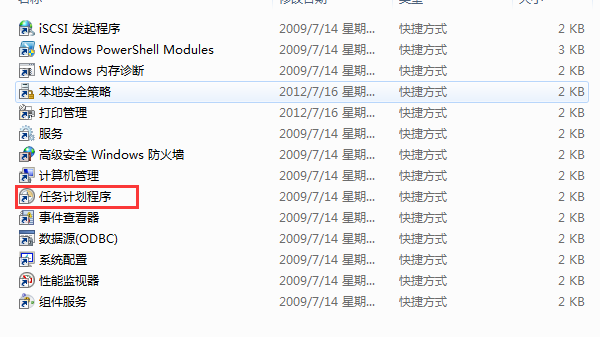 名称 修改日期 类型 大小
iSCSI 发起程序 2009/7/14 星期... 快捷方式 2 KB
Windows PowerShell Modules 2009/7/14 星期... 快捷方式 3 KB
Windows 内存诊断 2009/7/14 星期... 快捷方式 2 KB
本地安全策略 2012/7/16 星期... 快捷方式 2 KB
打印管理 2012/7/16 星期... 快捷方式 2 KB
服务 2009/7/14 星期... 快捷方式 2 KB
高级安全 Windows 防火墙 2009/7/14 星期... 快捷方式 2 KB
计算机管理 2009/7/14 星期... 快捷方式 2 KB
任务计划程序 2009/7/14 星期... 快捷方式 2 KB
事件查看器 2009/7/14 星期... 快捷方式 2 KB
数据源(ODBC) 2009/7/14 星期... 快捷方式 2 KB
系统配置 2009/7/14 星期... 快捷方式 2 KB
性能监视器 2009/7/14 星期... 快捷方式 2 KB
组件服务 2009/7/14 星期... 快捷方式 2 KB